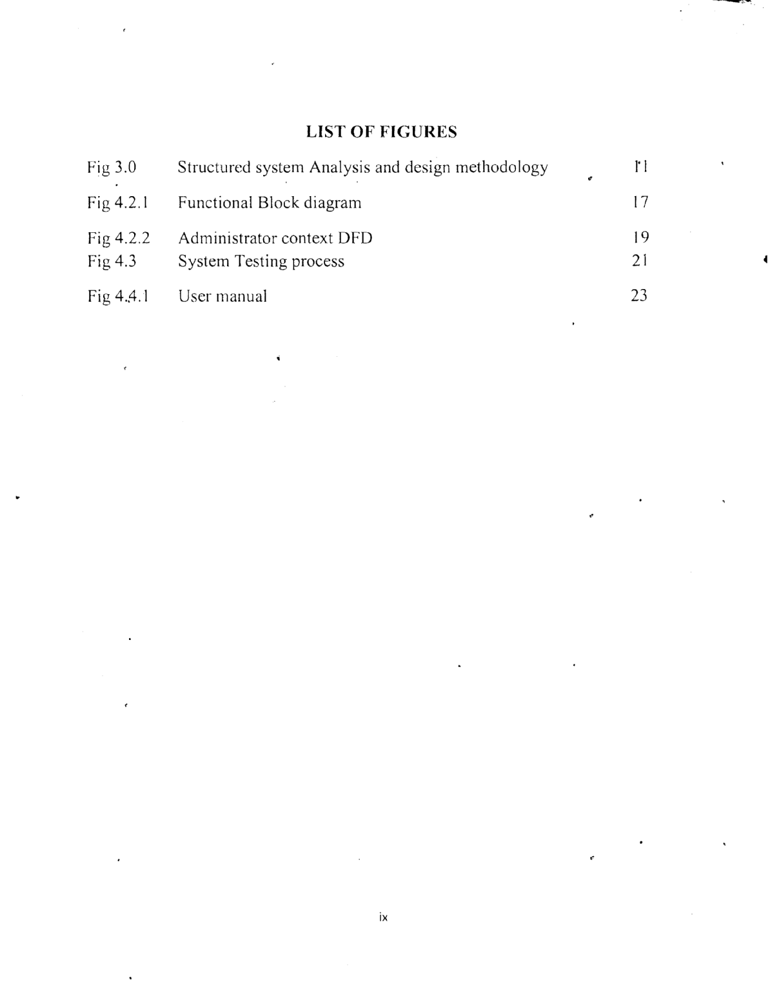 LIST OF FIGURES
Fig 3.0 Structured system Analysis and design methodology 11
Fig 4.2.1 Functional Block diagram 17
Fig 4.2.2 Administrator context DFD 19
Fig 4.3 System Testing process 21
Fig 4.4.1 User manual 23
ix